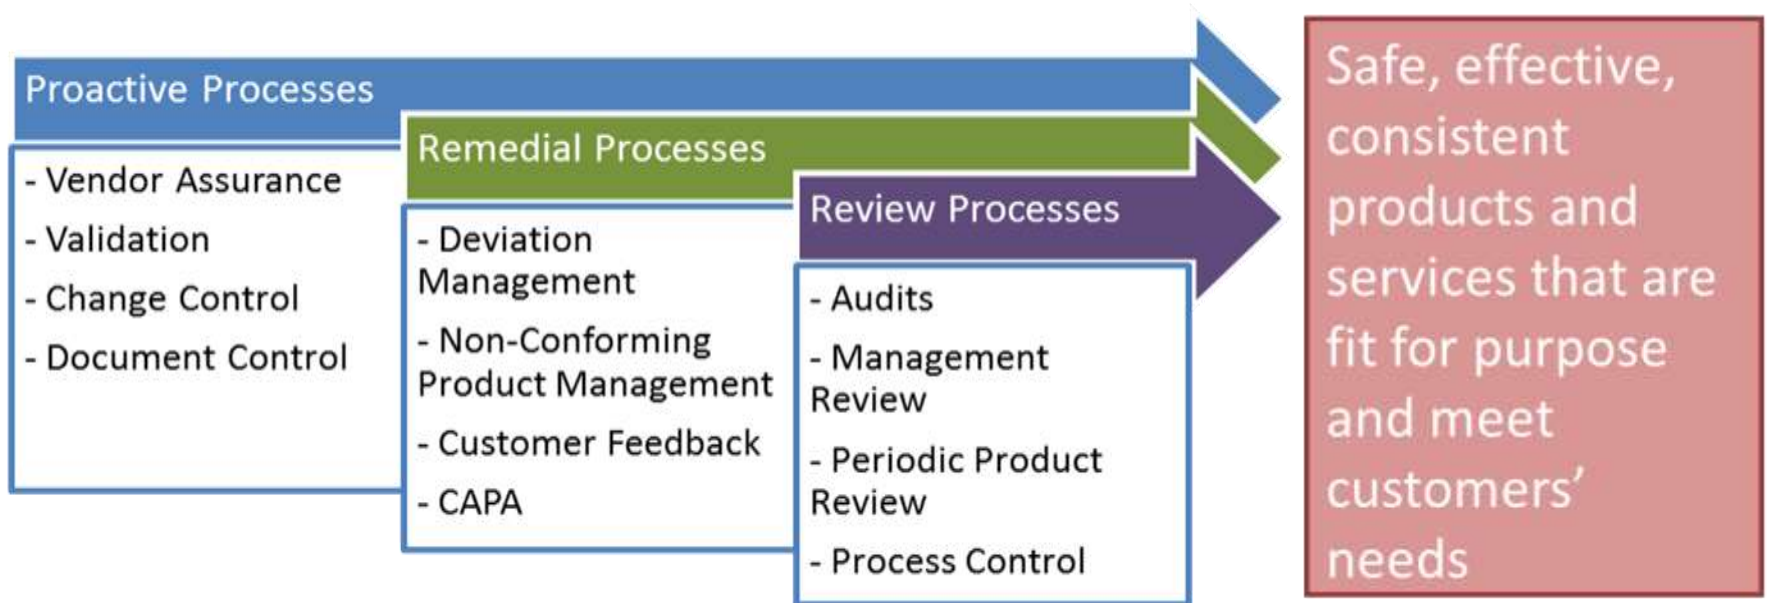 Proactive Processes
- Vendor Assurance
- Validation
- Change Control
- Document Control
Remedial Processes
- Deviation
Management
- Non-Conforming
Product Management
- Customer Feedback
- CAPA
Review Processes
- Audits
- Management
Review
- Periodic Product
Review
- Process Control
Safe, effective,
consistent
products and
services that are
fit for purpose
and meet
customers’
needs